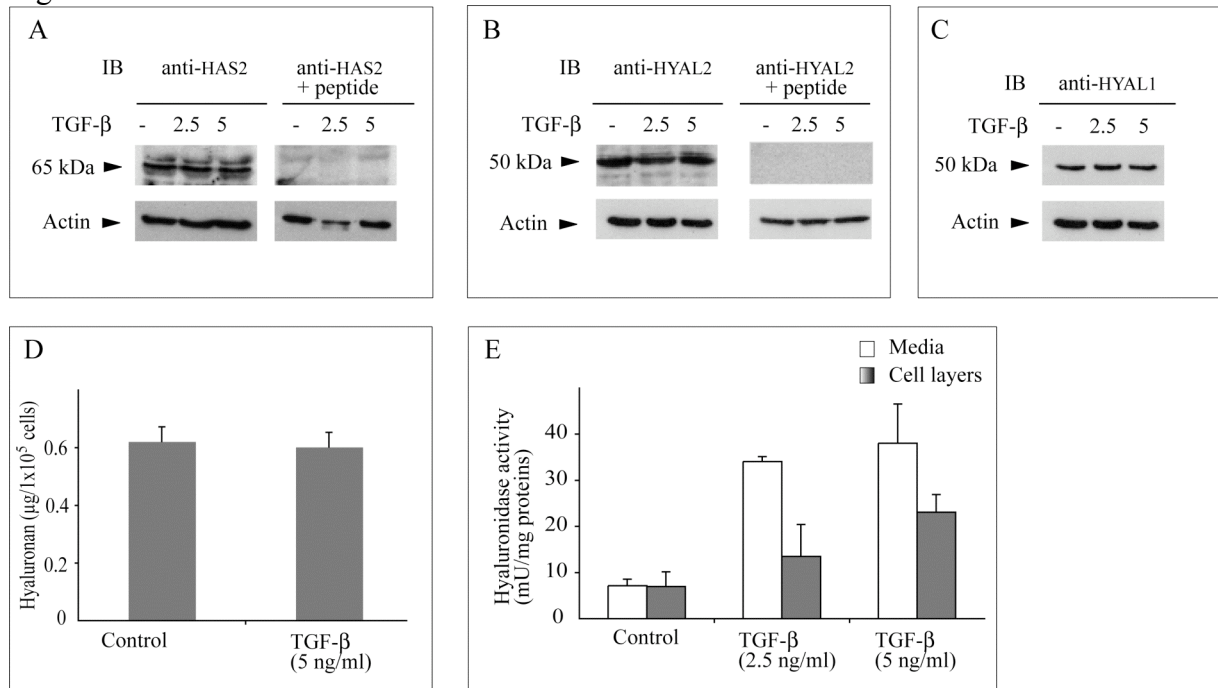 A
IB anti-HAS2 anti-HAS2
+ peptide
TGF-β - 2.5 5 - 2.5 5
65 kDa
Actin
B
IB anti-HYAL2 anti-HYAL2
+ peptide
TGF-β - 2.5 5 - 2.5 5
50 kDa
Actin
C
IB anti-HYAL1
TGF-β - 2.5 5
50 kDa
Actin
D
Hyaluronan (μg/1x10⁵ cells)
0.6
0.4
0.2
0
Control
TGF-β
(5 ng/ml)
E
Media
Cell layers
Hyaluronidase activity
(mU/mg proteins)
40
30
20
10
0
Control
TGF-β
(2.5 ng/ml)
TGF-β
(5 ng/ml)